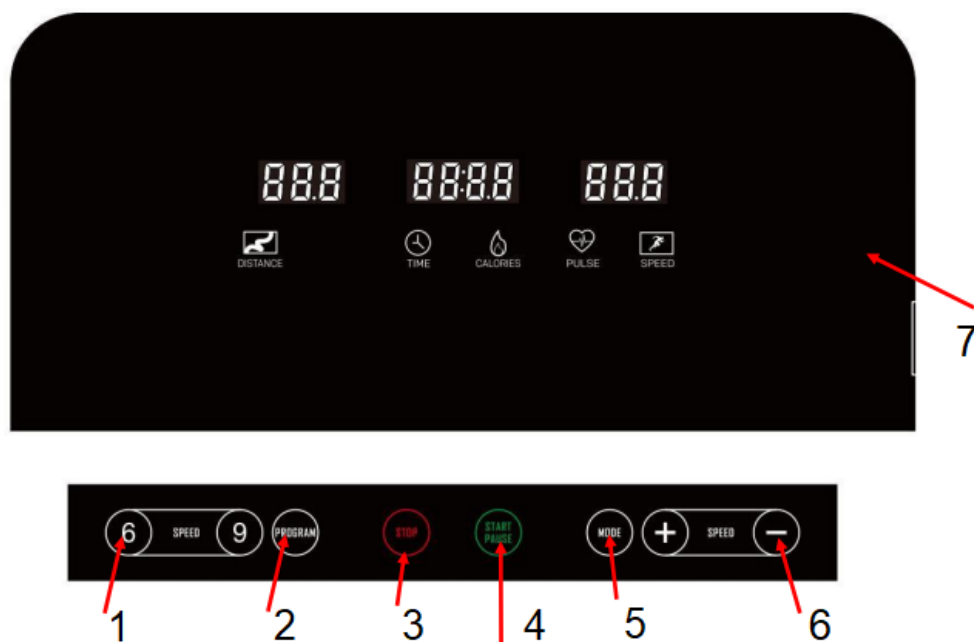 88.8 88:8.8 88.8
DISTANCE TIME CALORIES PULSE SPEED
7
6 SPEED 9 PROGRAM STOP START PAUSE MODE + SPEED −
1 2 3 4 5 6